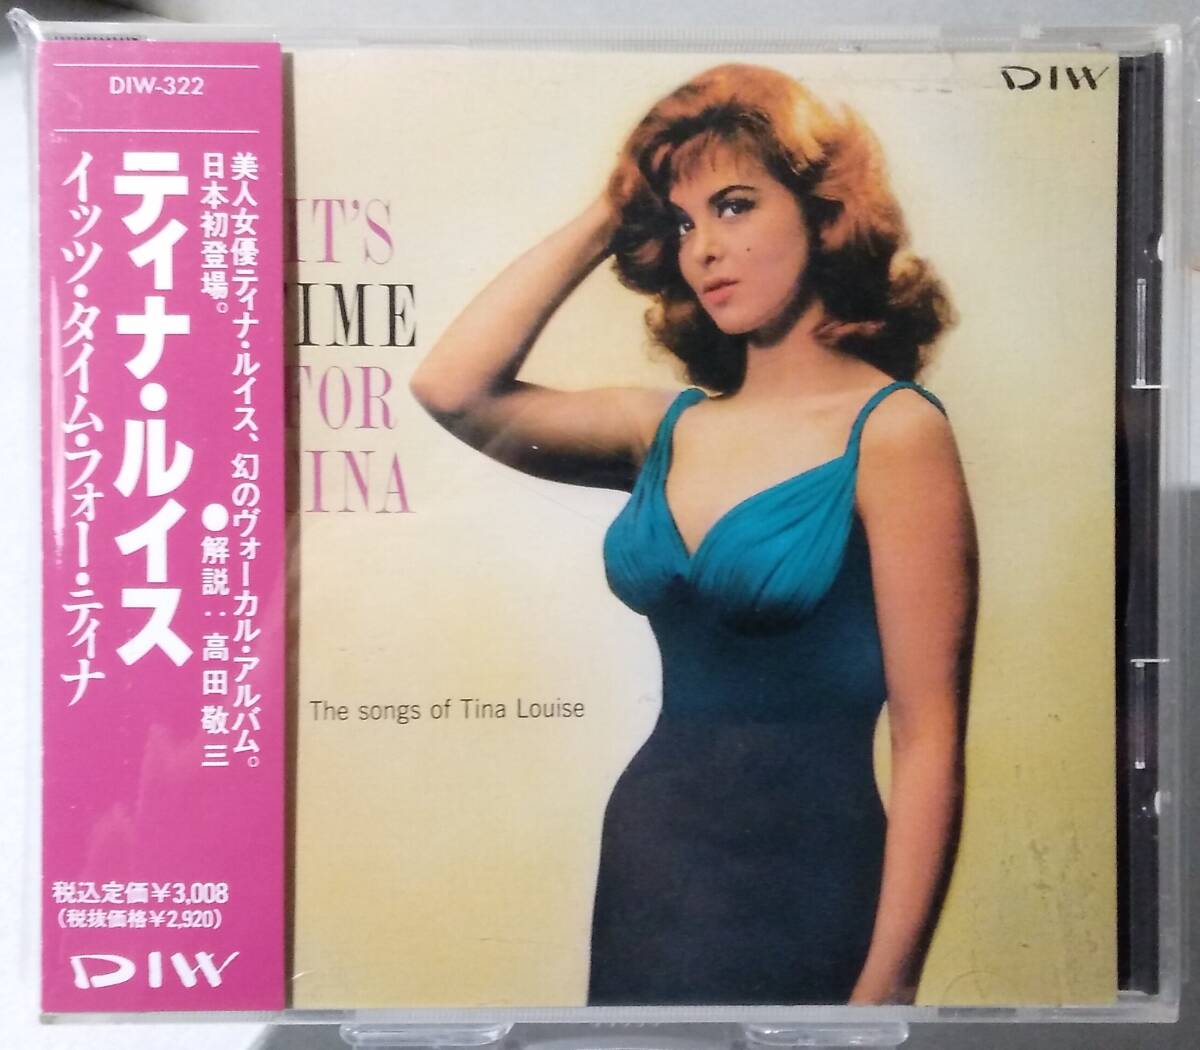 DIW-322
美人女優ティナ・ルイス、幻のヴォーカル・アルバム。
日本初登場。
●解説：高田敬三
ティナ・ルイス
イッツ・タイム・フォー・ティナ
税込定価¥3,008
(税抜価格¥2,920)
DIW
DIW
IT'S
IME
FOR
INA
The songs of Tina Louise